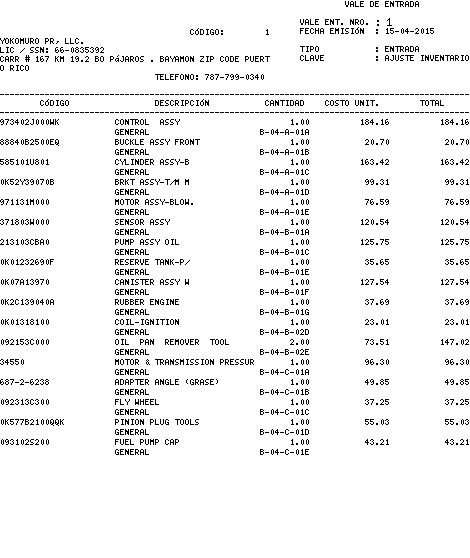 VALE DE ENTRADA
VALE ENT. NRO. : 1
CÓDIGO: 1 FECHA EMISIÓN : 15-04-2015
YOKOMURO PR, LLC.
LIC / SSN: 66-0835392 TIPO : ENTRADA
CARR # 167 KM 19.2 BO PÁJAROS . BAYAMON ZIP CODE PUERT CLAVE : AJUSTE INVENTARIO
O RICO
TELEFONO: 787-799-0340
CÓDIGO DESCRIPCIÓN CANTIDAD COSTO UNIT. TOTAL
973402J000WK CONTROL ASSY 1.00 184.16 184.16
GENERAL B-04-A-01A
88840B2500EQ BUCKLE ASSY FRONT 1.00 20.70 20.70
GENERAL B-04-A-01B
585101U801 CYLINDER ASSY-B 1.00 163.42 163.42
GENERAL B-04-A-01C
0K52Y39070B BRKT ASSY-T/M M 1.00 99.31 99.31
GENERAL B-04-A-01D
971131M000 MOTOR ASSY-BLOW. 1.00 76.59 76.59
GENERAL B-04-A-01E
371803W000 SENSOR ASSY 1.00 120.54 120.54
GENERAL B-04-B-01A
213103CBA0 PUMP ASSY OIL 1.00 125.75 125.75
GENERAL B-04-B-01C
0K01232690F RESERVE TANK-P/ 1.00 35.65 35.65
GENERAL B-04-B-01E
0K07A13970 CANISTER ASSY W 1.00 127.54 127.54
GENERAL B-04-B-01F
0K2C139040A RUBBER ENGINE 1.00 37.69 37.69
GENERAL B-04-B-01G
0K01318100 COIL-IGNITION 1.00 23.01 23.01
GENERAL B-04-B-02D
092153C000 OIL PAN REMOVER TOOL 2.00 73.51 147.02
GENERAL B-04-B-02E
34550 MOTOR & TRANSMISSION PRESSUR 1.00 96.30 96.30
GENERAL B-04-C-01A
687-2-6238 ADAPTER ANGLE (GRASE) 1.00 49.85 49.85
GENERAL B-04-C-01B
092313C300 FLY WHEEL 1.00 37.25 37.25
GENERAL B-04-C-01C
0K577B2100QQK PINION PLUG TOOLS 1.00 55.03 55.03
GENERAL B-04-C-01D
093102S200 FUEL PUMP CAP 1.00 43.21 43.21
GENERAL B-04-C-01E